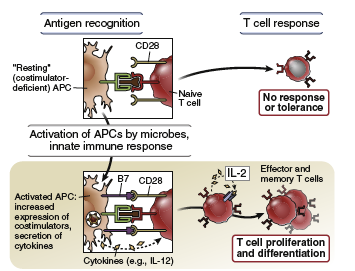 Antigen recognition
T cell response
CD28
"Resting"
(costimulator-
deficient) APC
Naive
T cell
No response
or tolerance
Activation of APCs by microbes,
innate immune response
B7
CD28
IL-2
Effector and
memory T cells
Activated APC:
increased
expression of
costimulators,
secretion of
cytokines
Cytokines (e.g., IL-12)
T cell proliferation
and differentiation